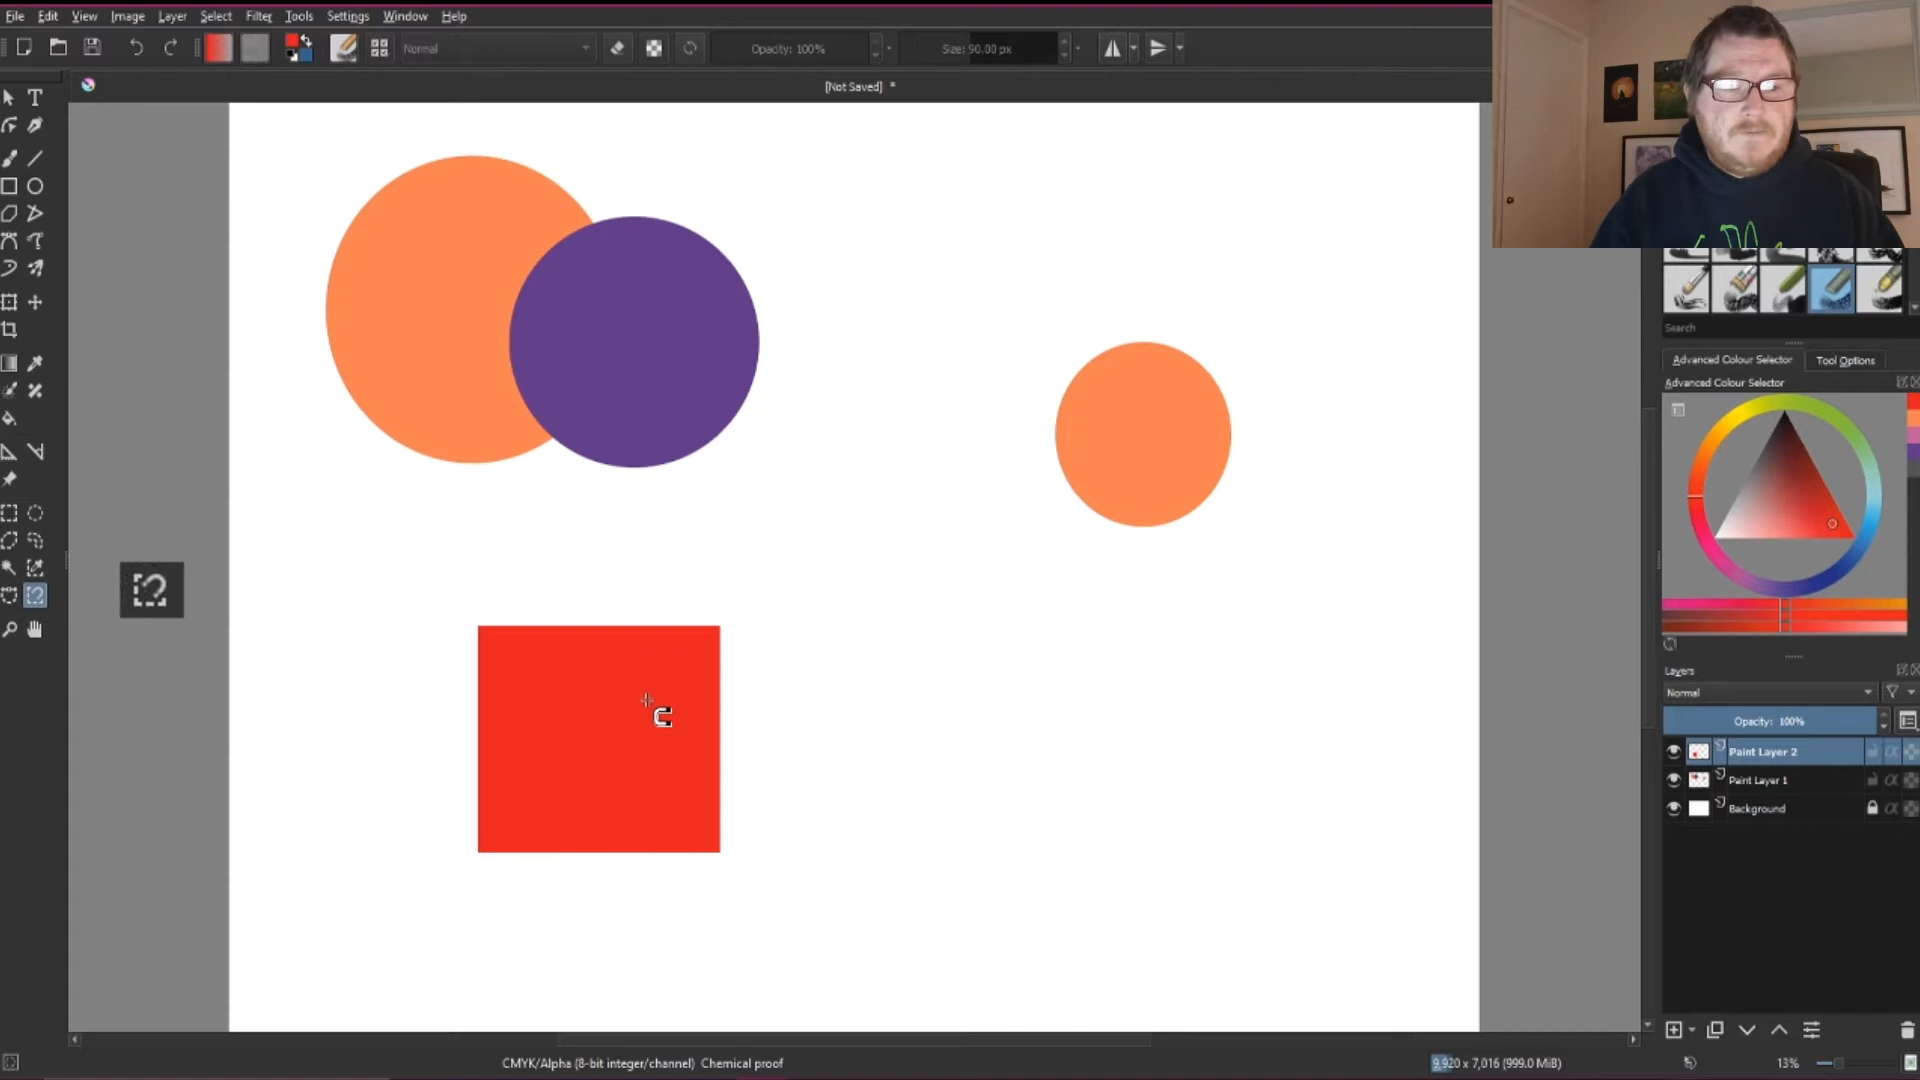 File Edit View Image Layer Select Filter Tools Settings Window Help
Normal Opacity: 100% Size: 90.00 px
[Not Saved] *
Search
Advanced Colour Selector Tool Options
Advanced Colour Selector
Layers
Normal
Opacity: 100%
Paint Layer 2
Paint Layer 1
Background
CMYK/Alpha (8-bit integer/channel) Chemical proof 9,920 x 7,016 (999.0 MiB) 13%